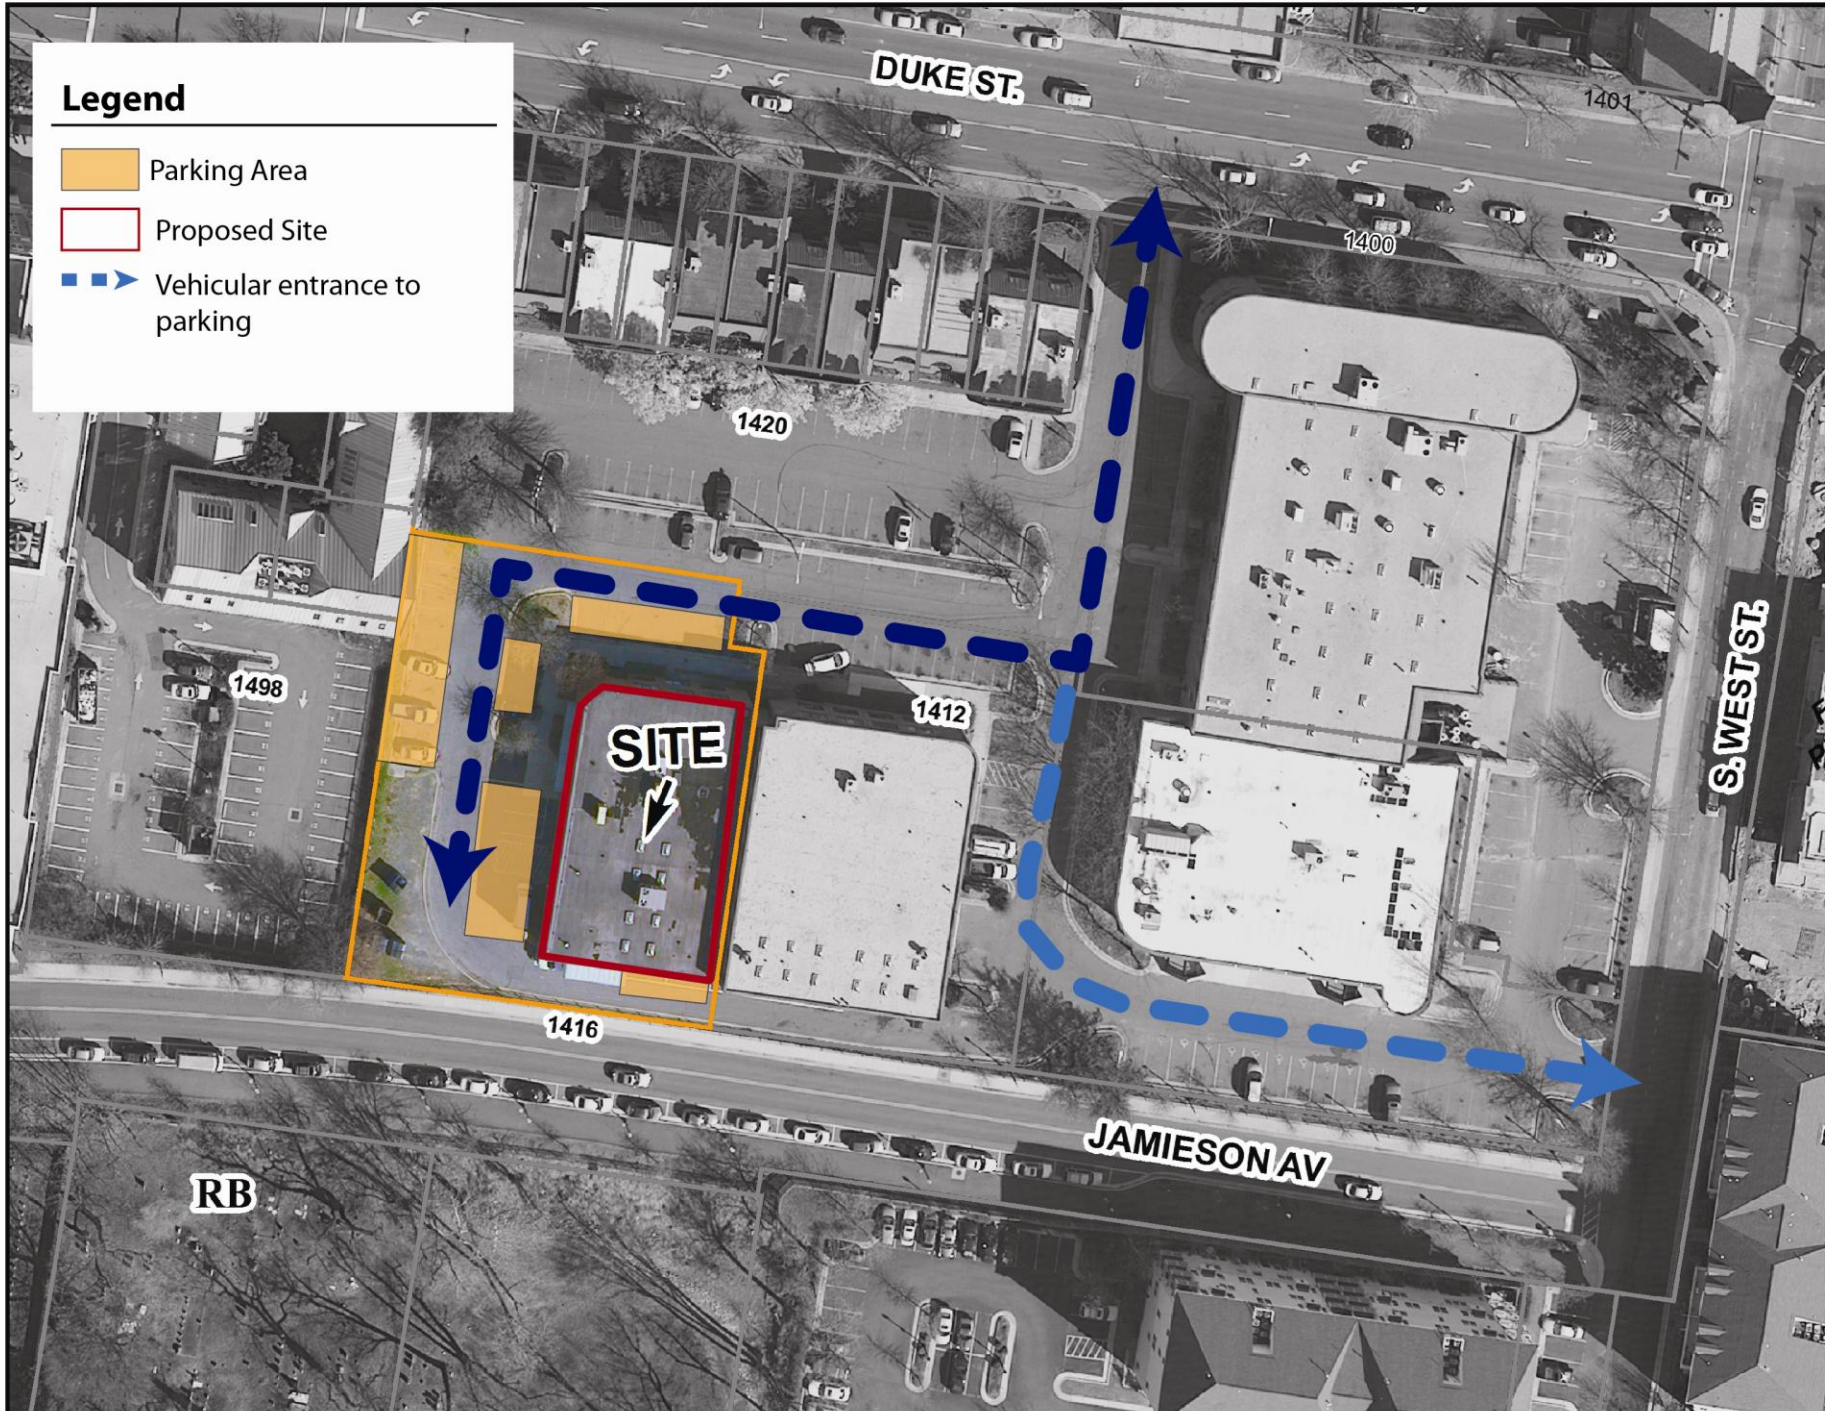 Legend
Parking Area
Proposed Site
Vehicular entrance to
parking
DUKE ST.
1401
1400
1420
1498
1412
SITE
S. WEST ST.
1416
JAMIESON AV
RB